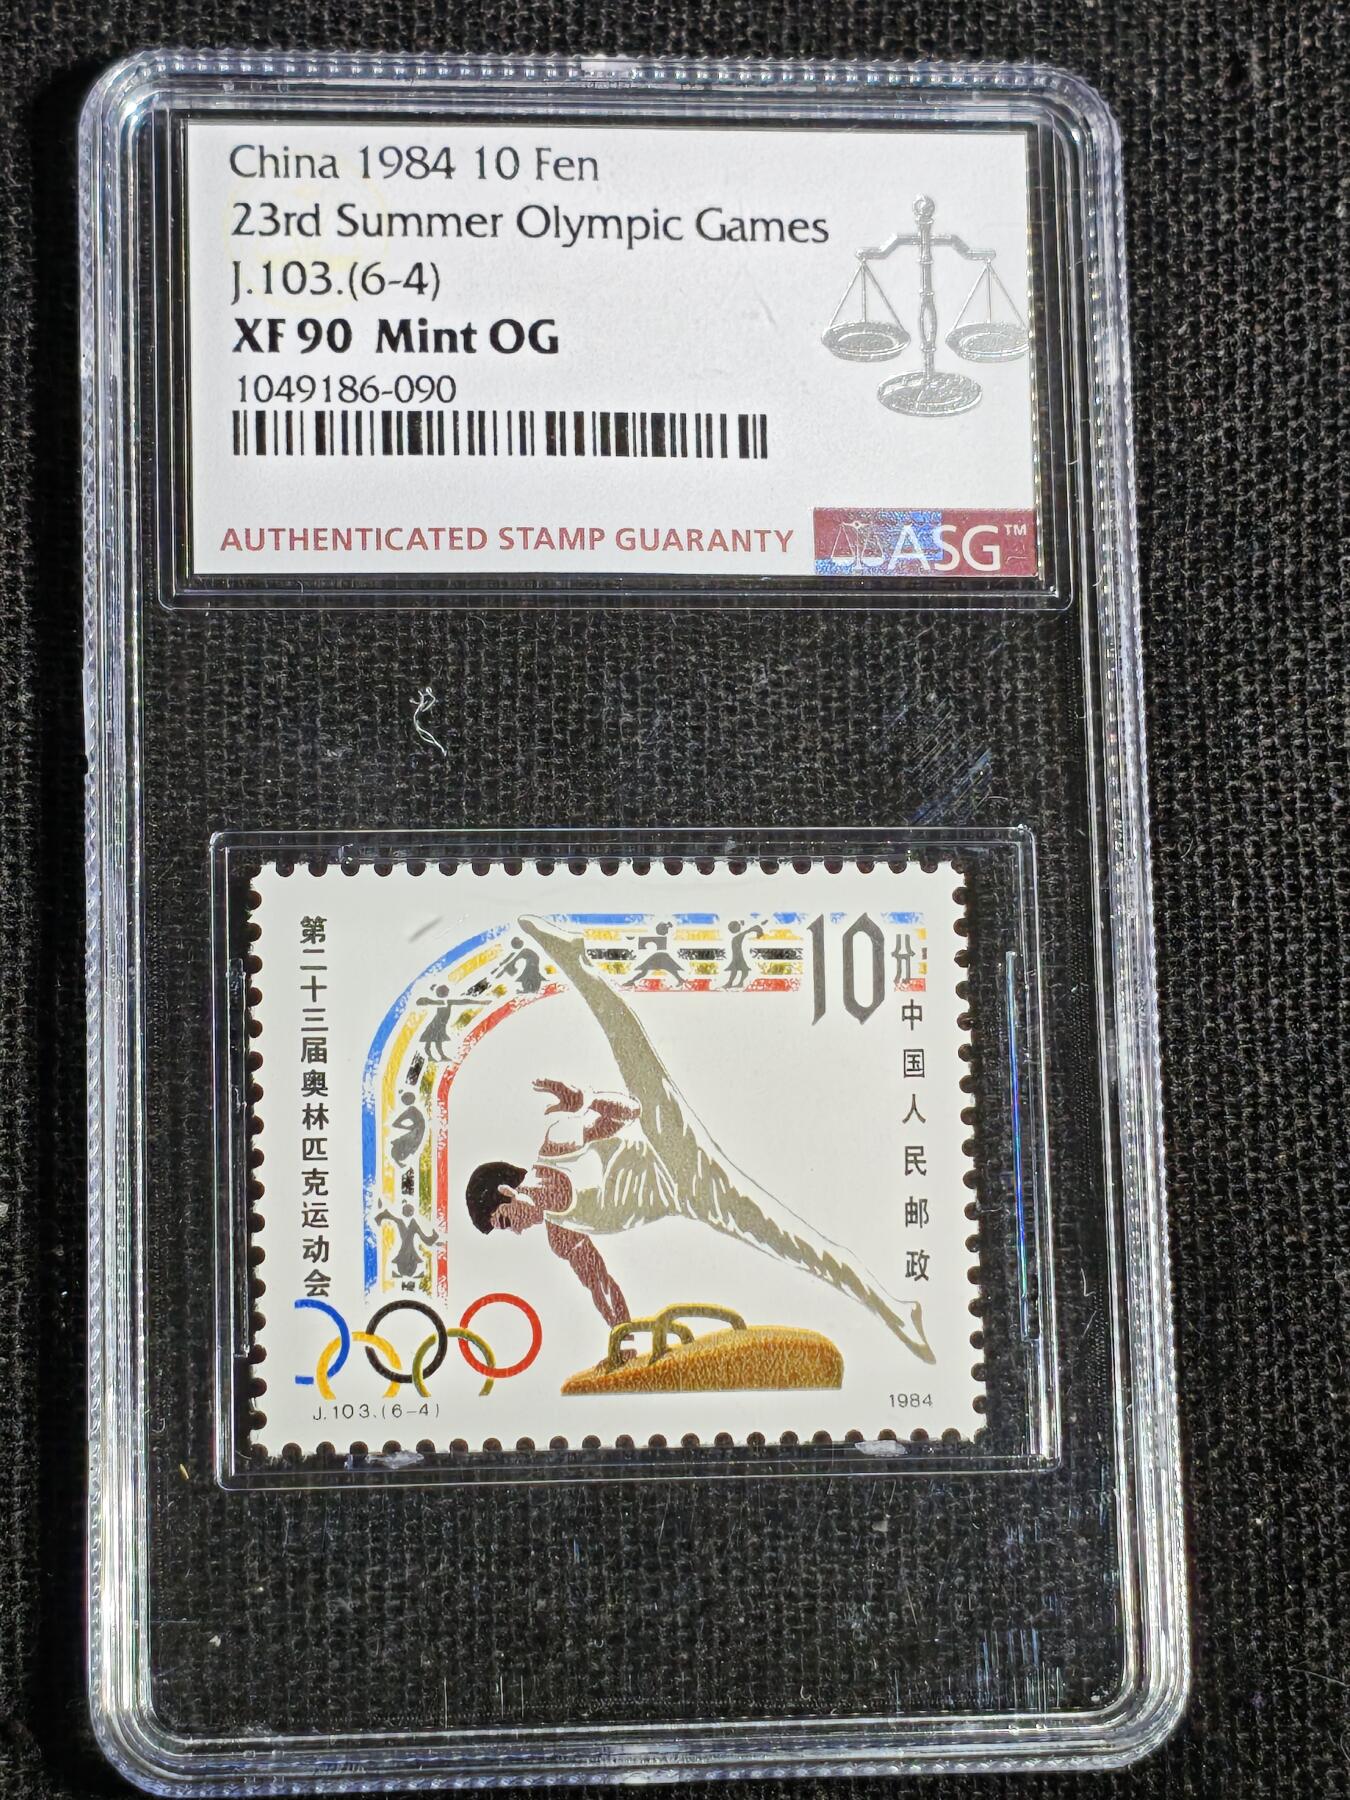 China 1984 10 Fen
23rd Summer Olympic Games
J.103.(6-4)
XF 90 Mint OG
1049186-090
AUTHENTICATED STAMP GUARANTY
ASG™
第二十三届奥林匹克运动会
10分
中国人民邮政
J.103.(6-4)
1984